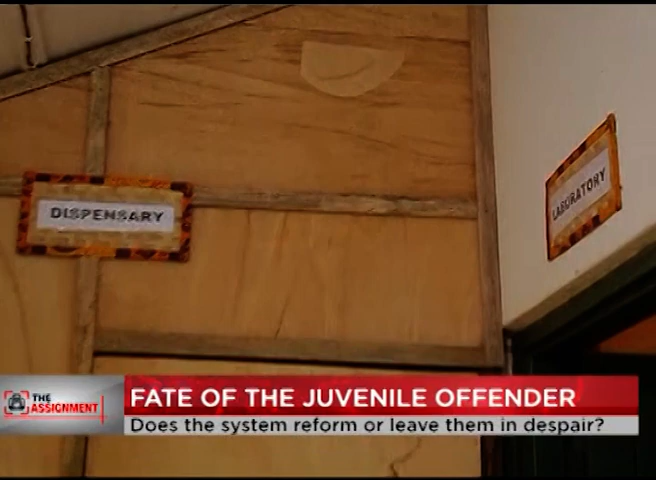 DISPENSARY
LABORATORY
THE
ASSIGNMENT
FATE OF THE JUVENILE OFFENDER
Does the system reform or leave them in despair?